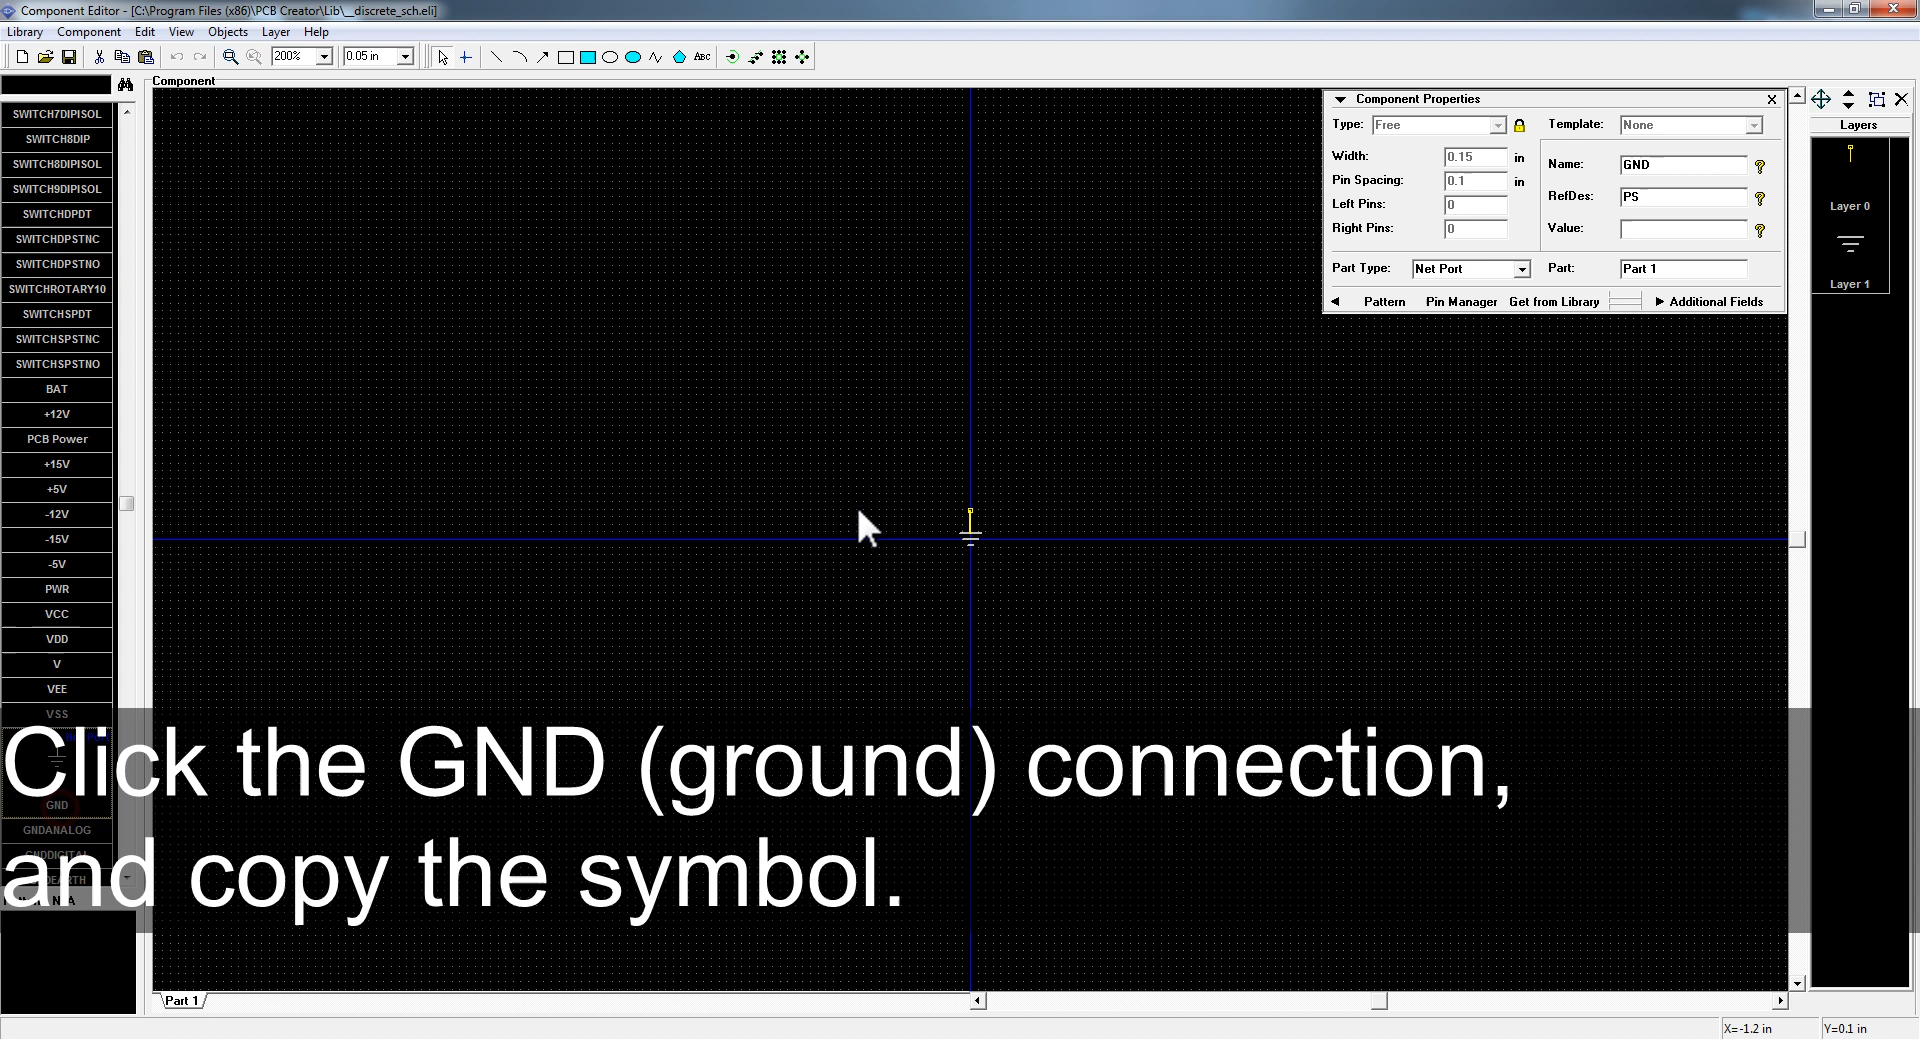 Component Editor - [C:\Program Files (x86)\PCB Creator\Lib\__discrete_sch.eli]
Library Component Edit View Objects Layer Help
200% 0.05 in ABC
Component
SWITCH7DIPISOL
SWITCH8DIP
SWITCH8DIPISOL
SWITCH9DIPISOL
SWITCHDPDT
SWITCHDPSTNC
SWITCHDPSTNO
SWITCHROTARY10
SWITCHSPDT
SWITCHSPSTNC
SWITCHSPSTNO
BAT
+12V
PCB Power
+15V
+5V
-12V
-15V
-5V
PWR
VCC
VDD
V
VEE
VSS
GND
GNDANALOG
GNDDIGITAL
Component Properties
Type: Free Template: None
Width: 0.15 in Name: GND
Pin Spacing: 0.1 in RefDes: PS
Left Pins: 0
Right Pins: 0 Value:
Part Type: Net Port Part: Part 1
Pattern Pin Manager Get from Library Additional Fields
Layers
Layer 0
Layer 1
Click the GND (ground) connection,
and copy the symbol.
Part 1
X=-1.2 in Y=0.1 in